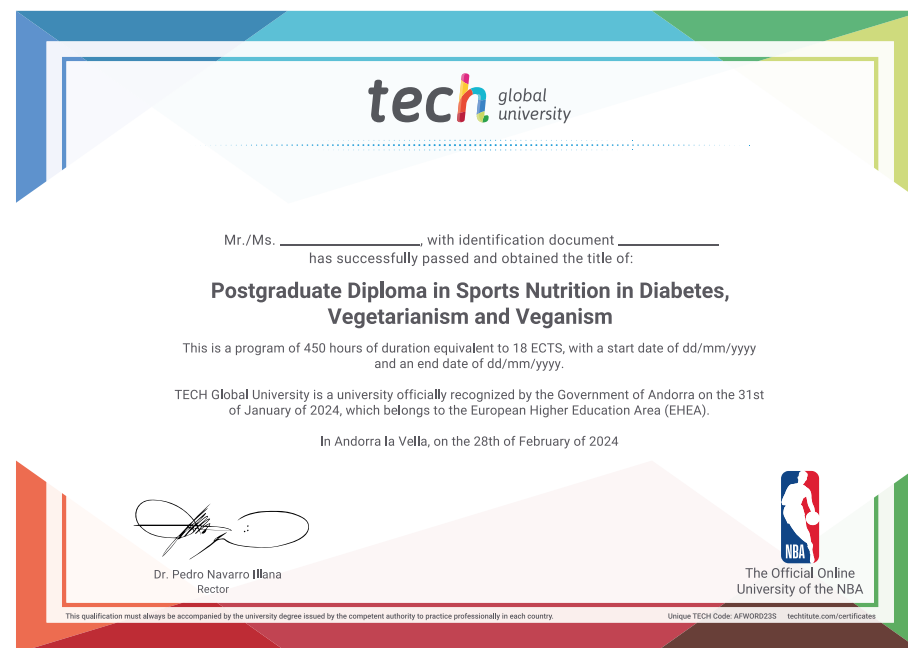 tech global university
Mr./Ms. ____________________, with identification document ______________
has successfully passed and obtained the title of:
Postgraduate Diploma in Sports Nutrition in Diabetes,
Vegetarianism and Veganism
This is a program of 450 hours of duration equivalent to 18 ECTS, with a start date of dd/mm/yyyy
and an end date of dd/mm/yyyy.
TECH Global University is a university officially recognized by the Government of Andorra on the 31st
of January of 2024, which belongs to the European Higher Education Area (EHEA).
In Andorra la Vella, on the 28th of February of 2024
Dr. Pedro Navarro Illana
Rector
NBA
The Official Online
University of the NBA
This qualification must always be accompanied by the university degree issued by the competent authority to practice professionally in each country.
Unique TECH Code: AFWORD23S techtitute.com/certificates